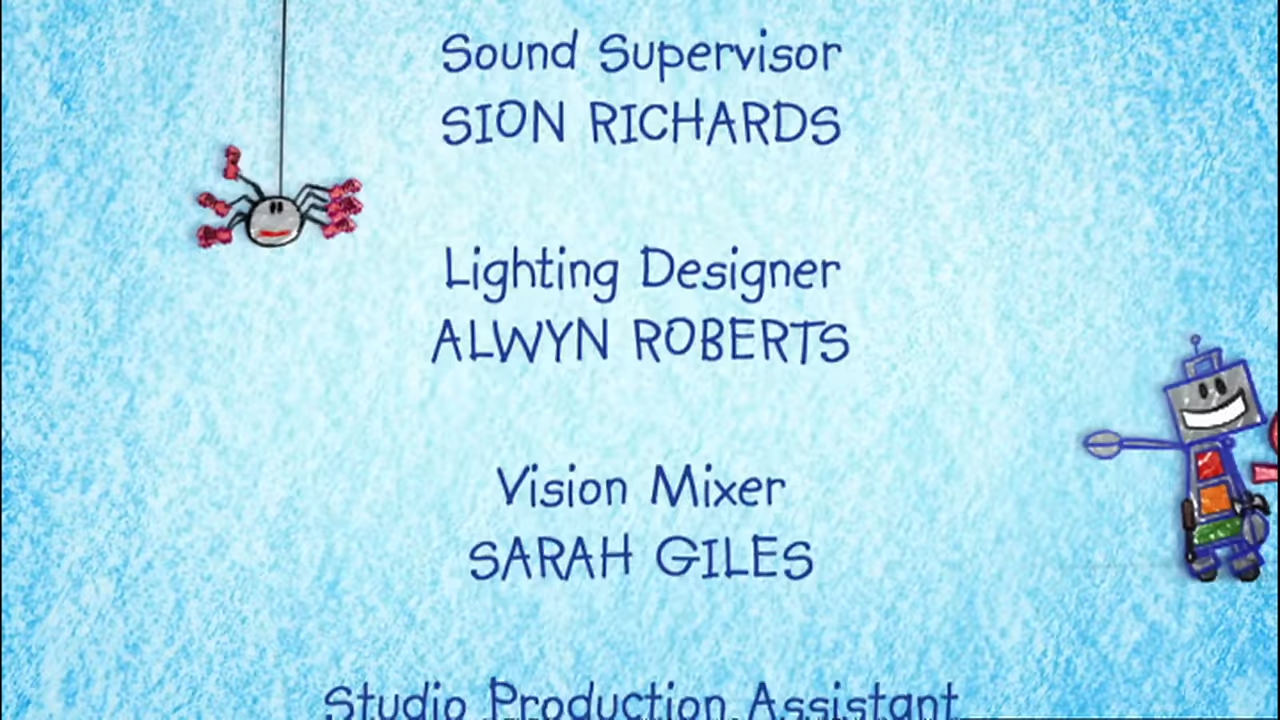 Sound Supervisor
SION RICHARDS
Lighting Designer
ALWYN ROBERTS
Vision Mixer
SARAH GILES
Studio Production Assistant